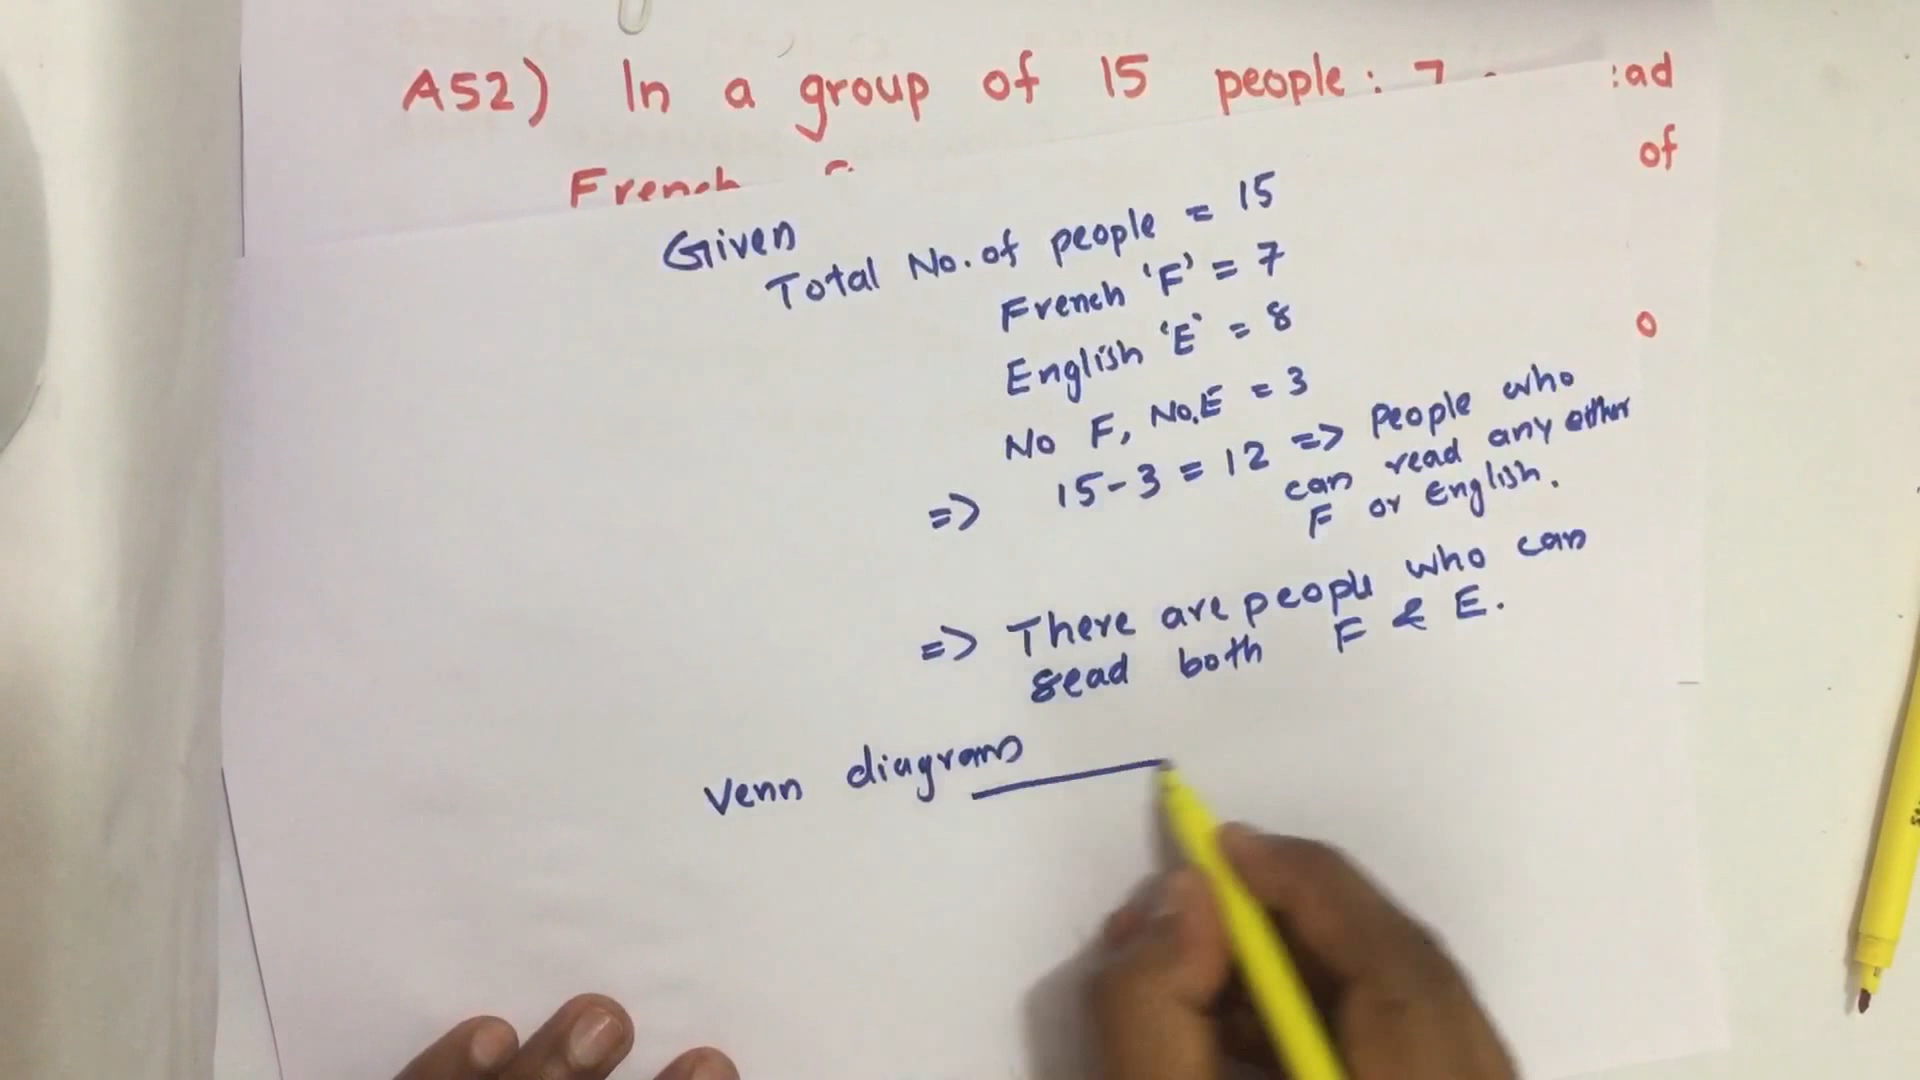 A52) In a group of 15 people: 7
French
of
Given
Total No. of people = 15
French 'F' = 7
English 'E' = 8
o
No F, No.E = 3
=> 15-3 = 12 => People who
can read any other
F or English.
=> There are people who can
read both F & E.
Venn diagram